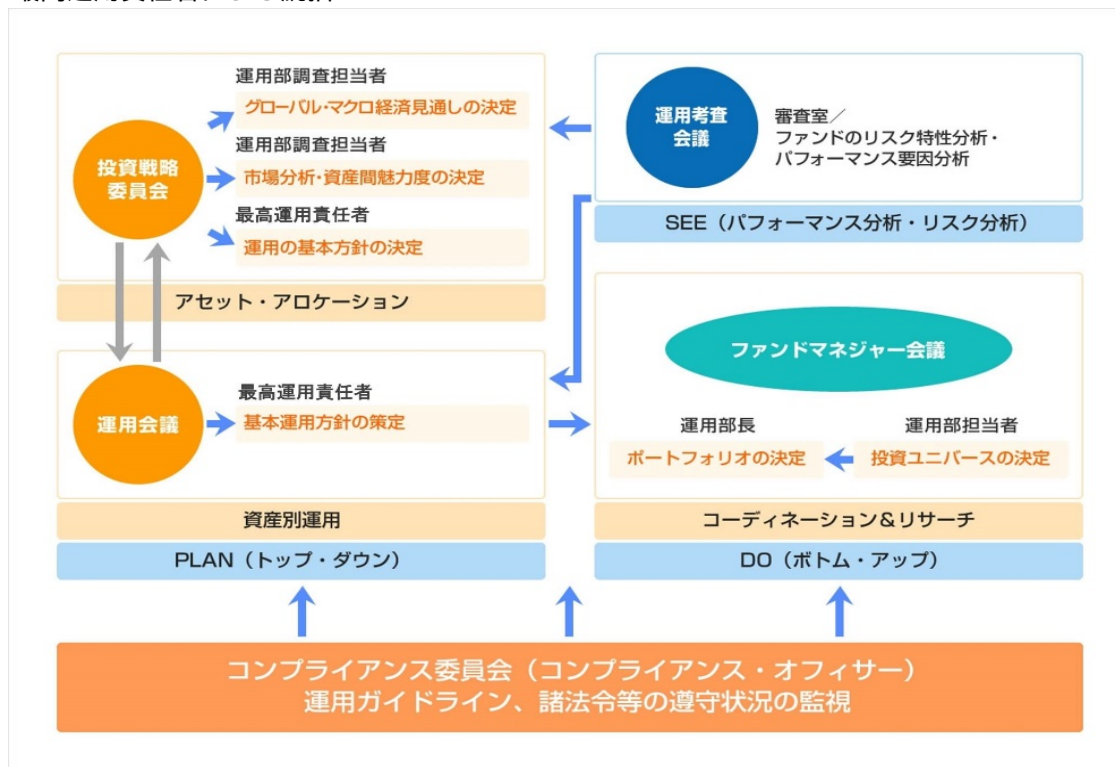 運用部調査担当者
グローバル・マクロ経済見通しの決定
運用部調査担当者
市場分析・資産間魅力度の決定
投資戦略
委員会
最高運用責任者
運用の基本方針の決定
アセット・アロケーション
運用考査
会議
審査室／
ファンドのリスク特性分析・
パフォーマンス要因分析
SEE（パフォーマンス分析・リスク分析）
運用会議
最高運用責任者
基本運用方針の策定
資産別運用
PLAN（トップ・ダウン）
ファンドマネジャー会議
運用部長
ポートフォリオの決定
運用部担当者
投資ユニバースの決定
コーディネーション＆リサーチ
DO（ボトム・アップ）
コンプライアンス委員会（コンプライアンス・オフィサー）
運用ガイドライン、諸法令等の遵守状況の監視